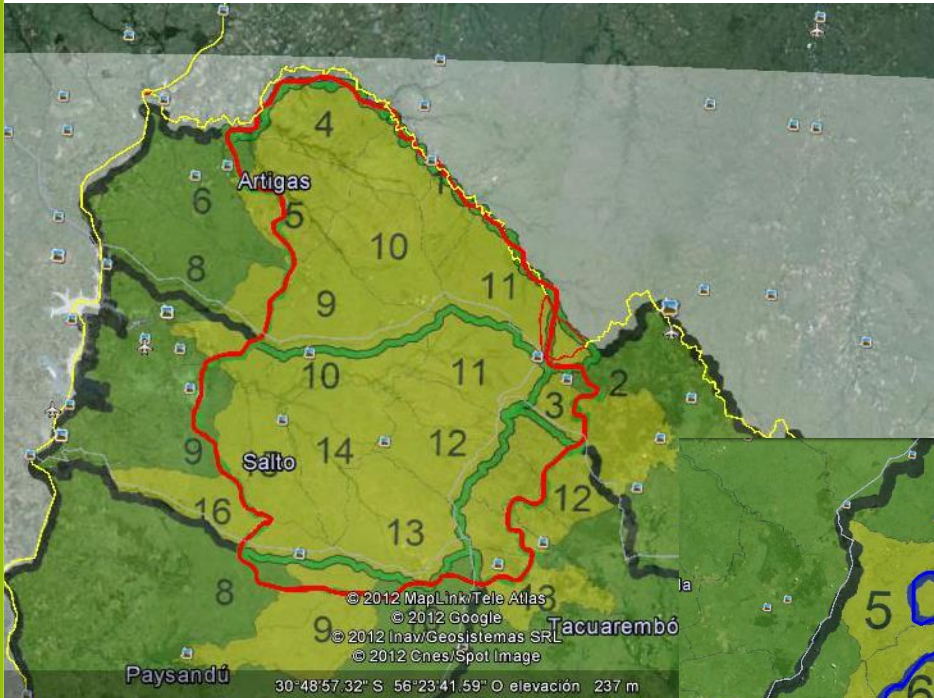 4
6
Artigas
5
10
8
9
11
10
11
2
3
9
14
12
Salto
12
16
13
8
13
9
la
© 2012 MapLink/Tele Atlas
© 2012 Google
© 2012 Inav/Geosistemas SRL
© 2012 Cnes/Spot Image
Tacuarembó
Paysandú
5
6
30°48'57.32" S 56°23'41.59" O elevación 237 m